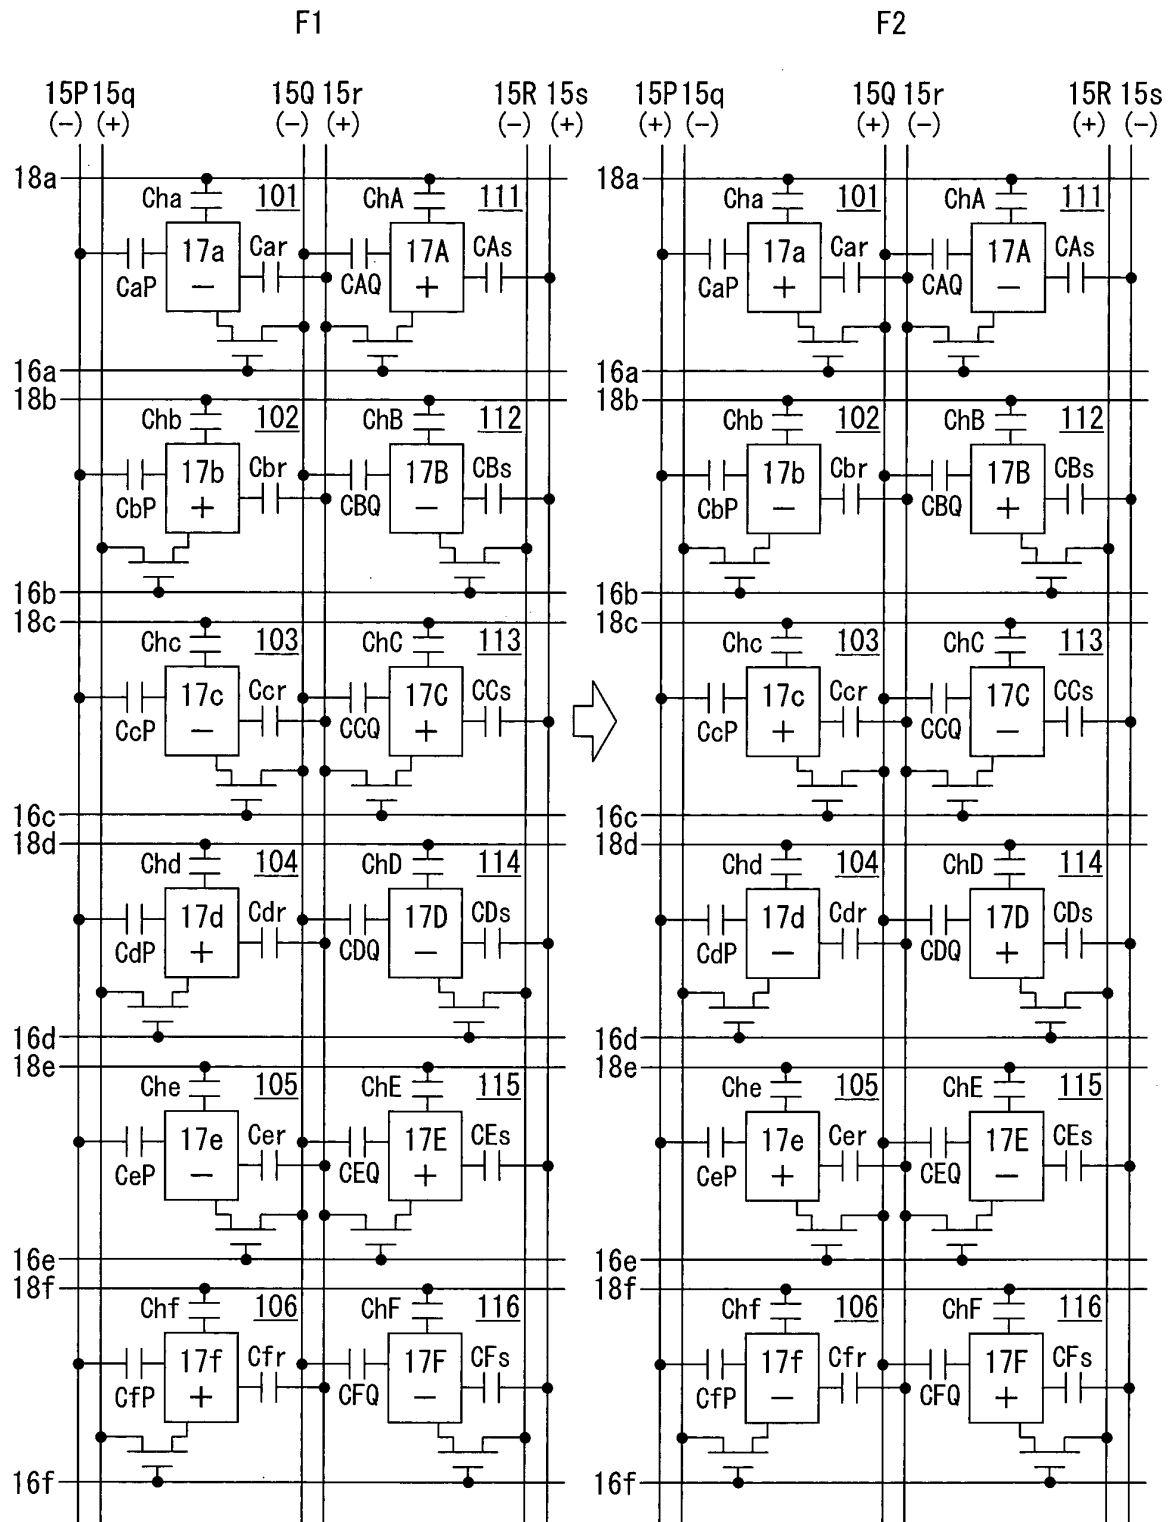 F1 F2
15P 15q 15Q 15r 15R 15s 15P 15q 15Q 15r 15R 15s
(−) (+) (−) (+) (−) (+) (+) (−) (+) (−) (+) (−)
18a 18a
Cha 101 ChA 111 Cha 101 ChA 111
17a Car 17A CAs 17a Car 17A CAs
CaP − CAQ + CaP + CAQ −
16a 16a
18b 18b
Chb 102 ChB 112 Chb 102 ChB 112
17b Cbr 17B CBs 17b Cbr 17B CBs
CbP + CBQ − CbP − CBQ +
16b 16b
18c 18c
Chc 103 ChC 113 Chc 103 ChC 113
17c Ccr 17C CCs 17c Ccr 17C CCs
CcP − CCQ + CcP + CCQ −
16c 16c
18d 18d
Chd 104 ChD 114 Chd 104 ChD 114
17d Cdr 17D CDs 17d Cdr 17D CDs
CdP + CDQ − CdP − CDQ +
16d 16d
18e 18e
Che 105 ChE 115 Che 105 ChE 115
17e Cer 17E CEs 17e Cer 17E CEs
CeP − CEQ + CeP + CEQ −
16e 16e
18f 18f
Chf 106 ChF 116 Chf 106 ChF 116
17f Cfr 17F CFs 17f Cfr 17F CFs
CfP + CFQ − CfP − CFQ +
16f 16f